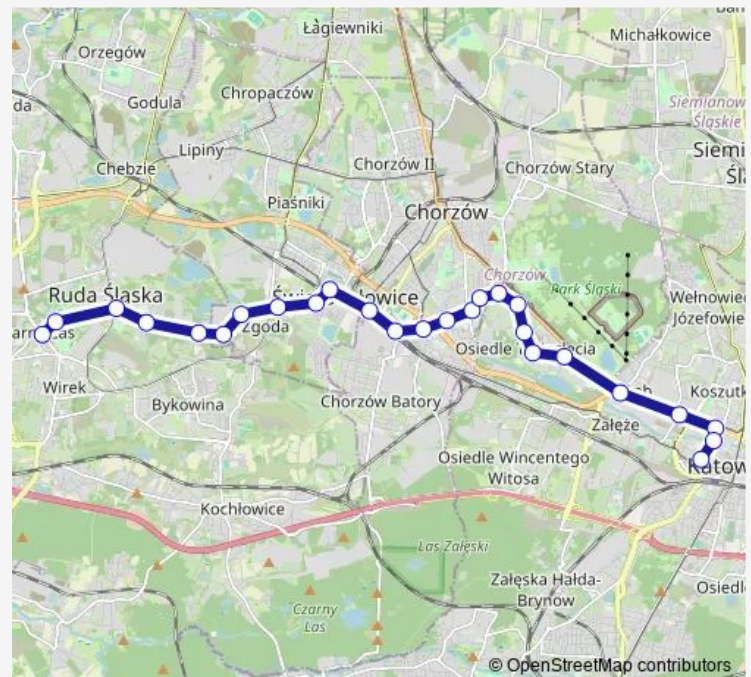 Łagiewniki
Michałkowice
Orzegów
Godula
Chropaczów
Siemianow
Śląskie
Lipiny
Chorzów II
Chorzów Stary
Siemi
Chebzie
Piaśniki
Chorzów
Chorzów
Park Śląski
Ruda Śląska
Wełnowie
Józefowie
Zgoda
Osiedle
Wirek
Bykowina
Chorzów Batory
Koszutk
Załęże
Katow
Osiedle Wincentego
Witosa
Kochłowice
Las Załęski
Załęska Hałda-
Brynów
Osiedl
Czarny
Las
© OpenStreetMap contributors